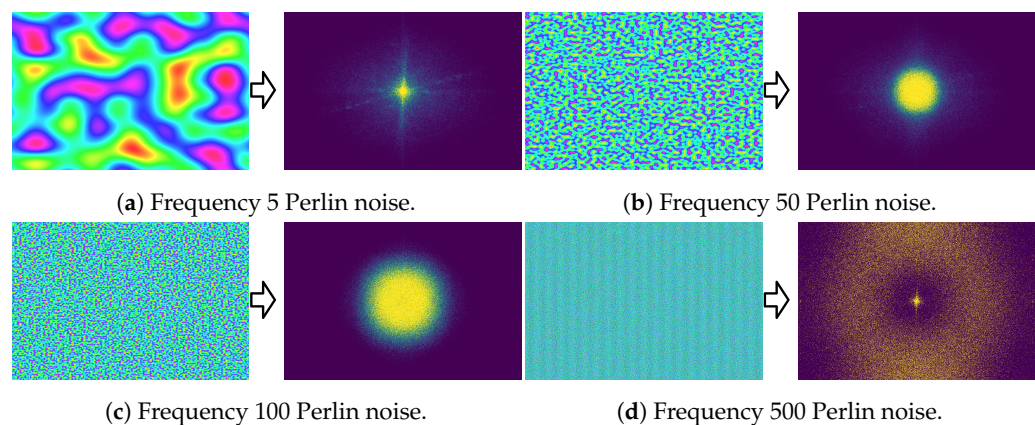 (a) Frequency 5 Perlin noise.
(b) Frequency 50 Perlin noise.
(c) Frequency 100 Perlin noise.
(d) Frequency 500 Perlin noise.